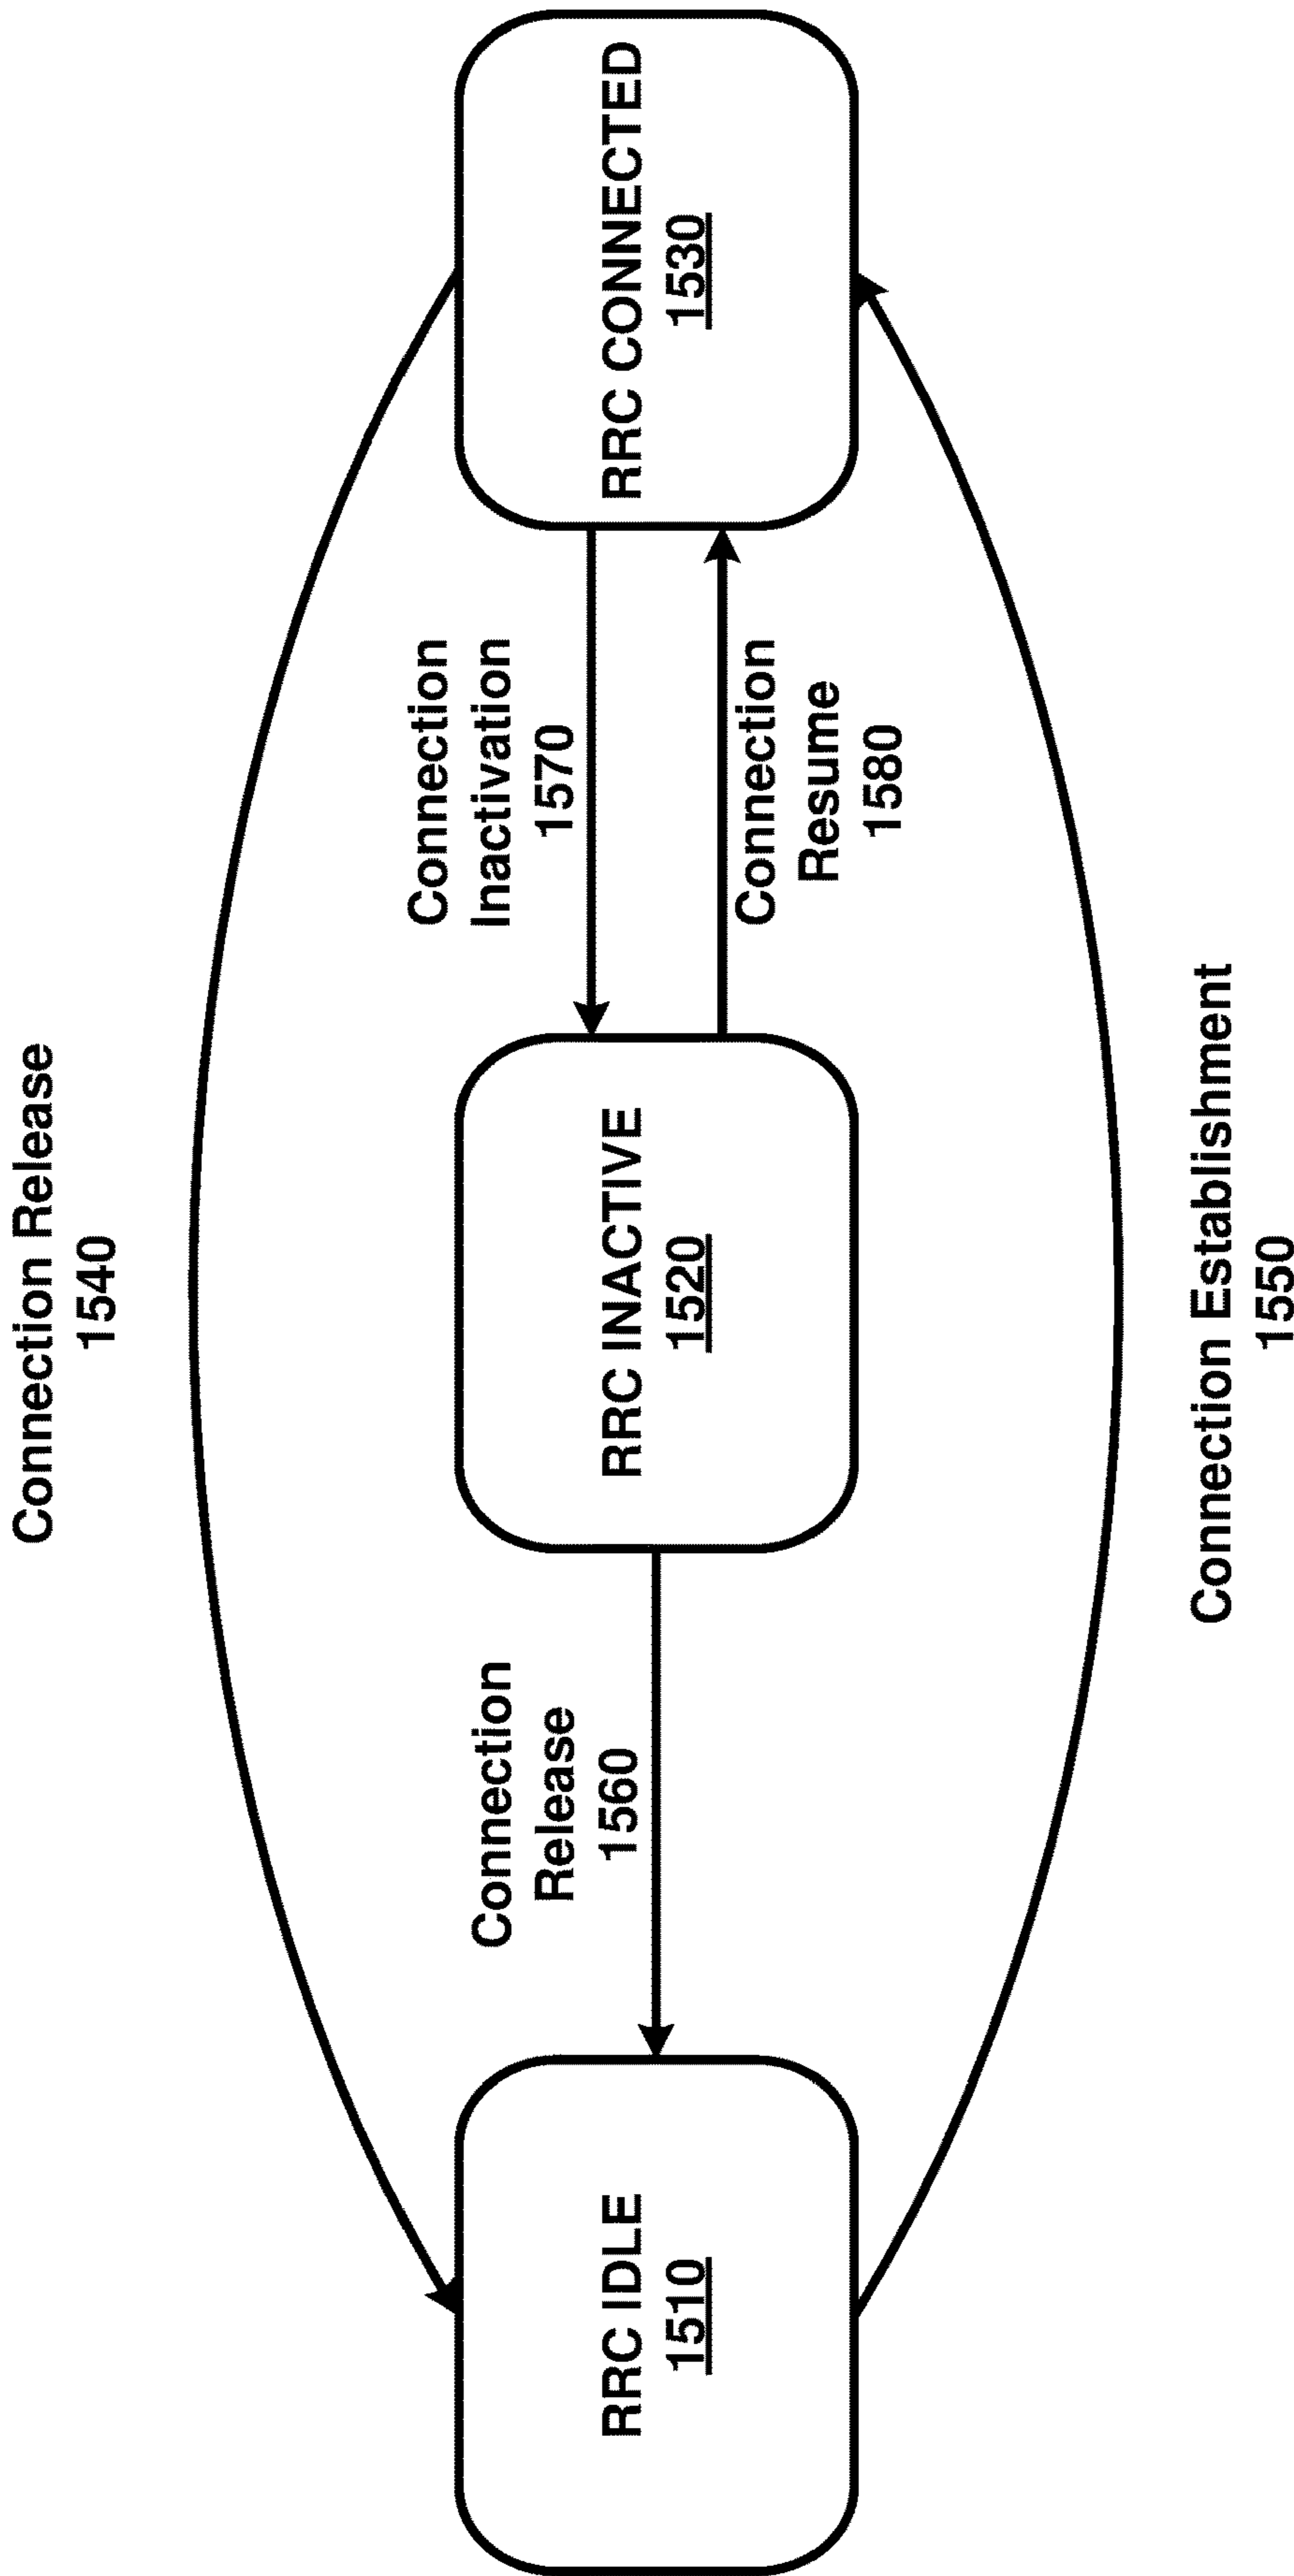 Connection Release
1540
RRC IDLE
1510
Connection
Release
1560
RRC INACTIVE
1520
Connection
Inactivation
1570
Connection
Resume
1580
RRC CONNECTED
1530
Connection Establishment
1550